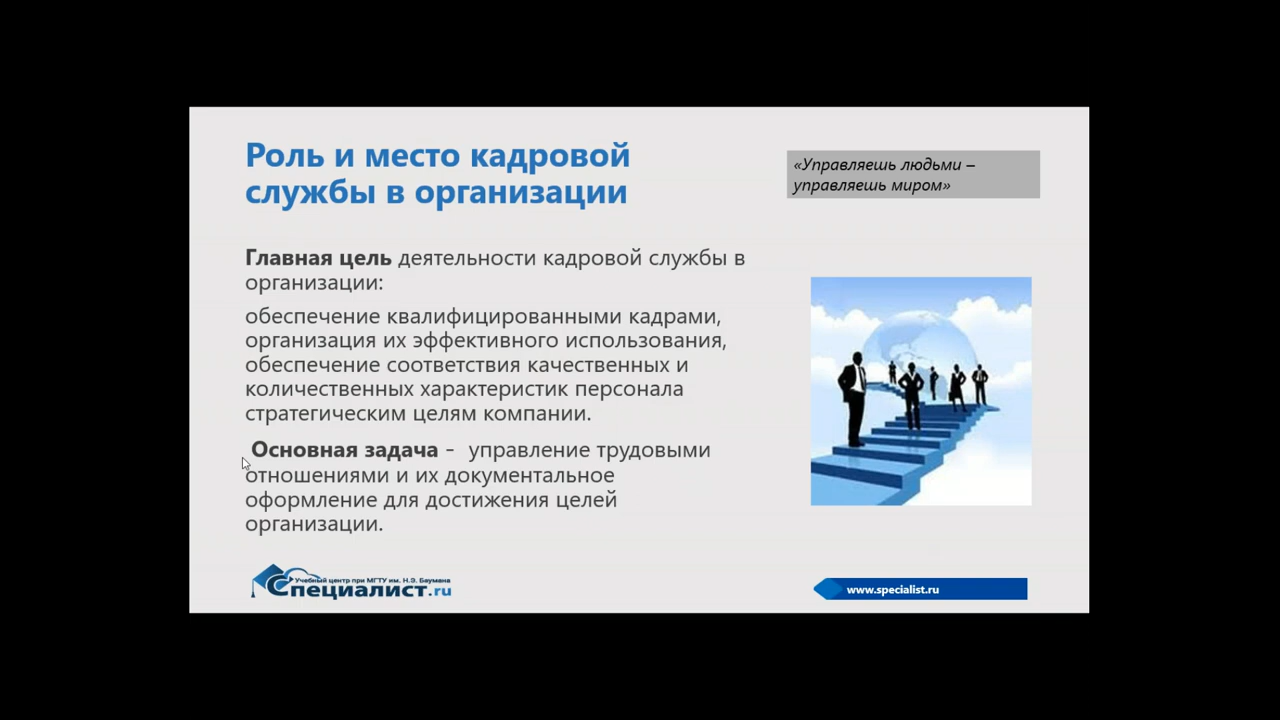 Роль и место кадровой
службы в организации
«Управляешь людьми –
управляешь миром»
Главная цель деятельности кадровой службы в
организации:
обеспечение квалифицированными кадрами,
организация их эффективного использования,
обеспечение соответствия качественных и
количественных характеристик персонала
стратегическим целям компании.
Основная задача - управление трудовыми
отношениями и их документальное
оформление для достижения целей
организации.
Учебный центр при МГТУ им. Н.Э. Баумана
Специалист.ru
www.specialist.ru